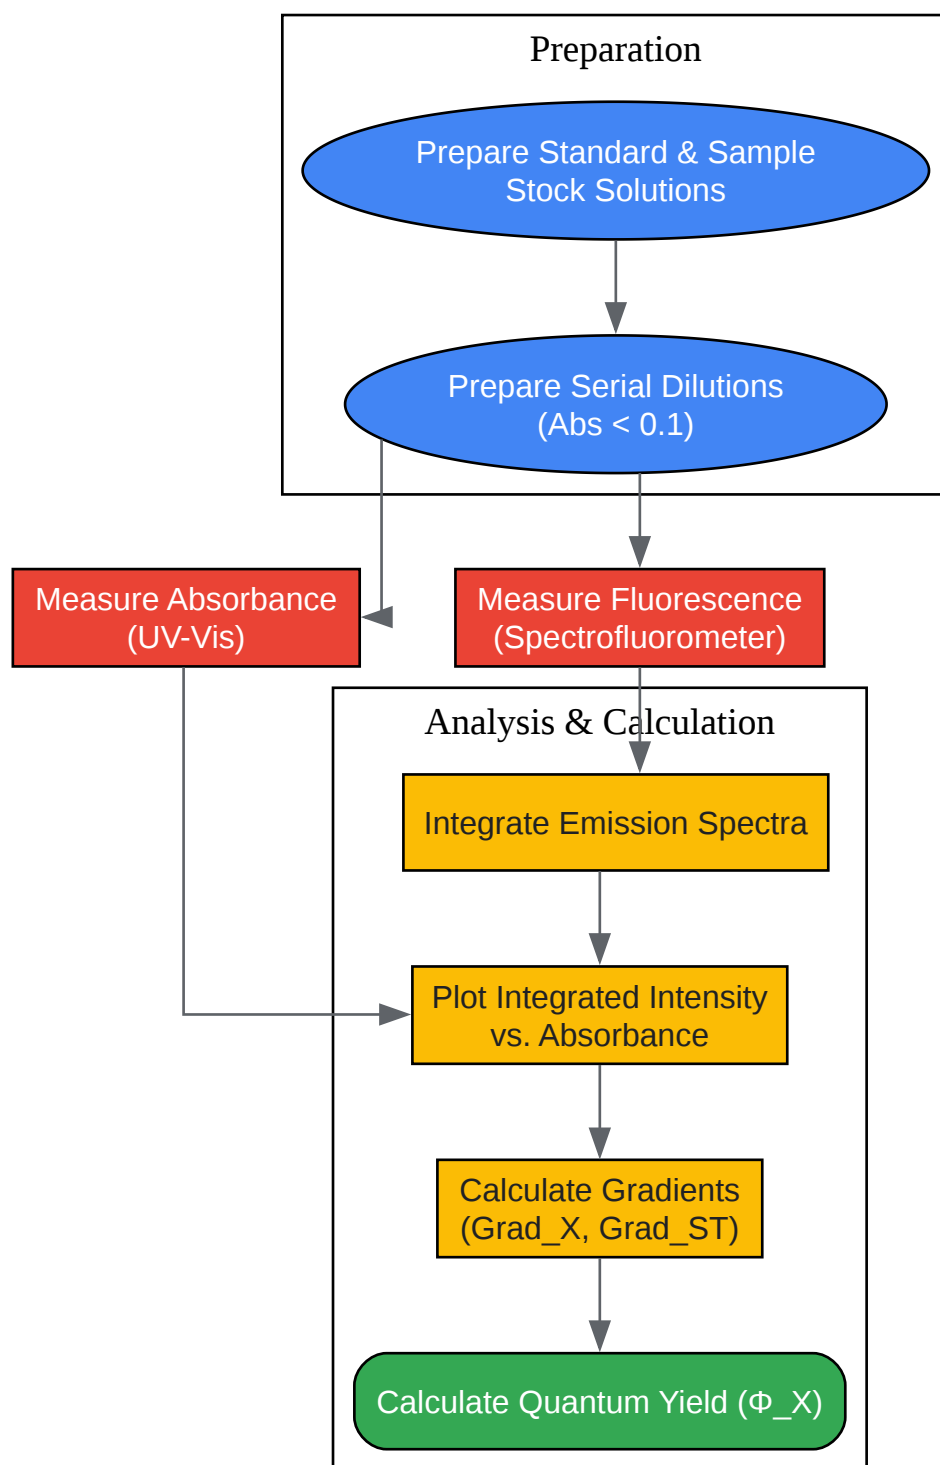 Preparation
Prepare Standard & Sample
Stock Solutions
Prepare Serial Dilutions
(Abs < 0.1)
Measure Absorbance
(UV-Vis)
Measure Fluorescence
(Spectrofluorometer)
Analysis & Calculation
Integrate Emission Spectra
Plot Integrated Intensity
vs. Absorbance
Calculate Gradients
(Grad_X, Grad_ST)
Calculate Quantum Yield (Φ_X)